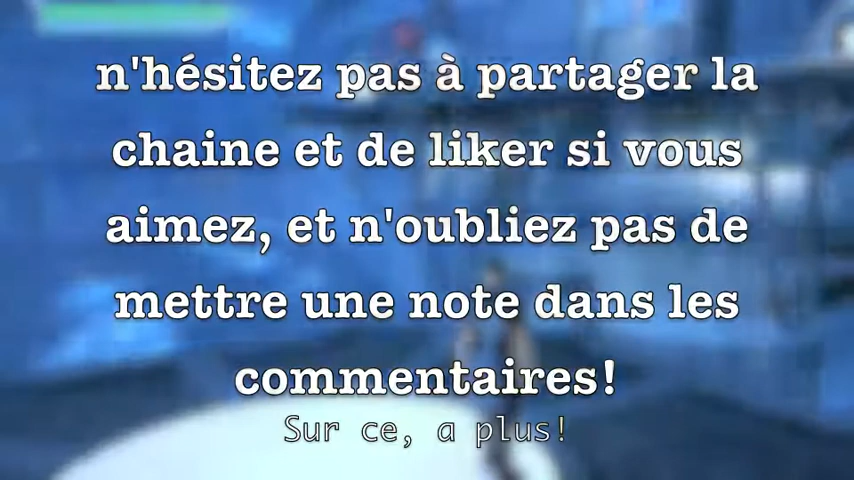 n'hésitez pas à partager la
chaine et de liker si vous
aimez, et n'oubliez pas de
mettre une note dans les
commentaires!
Sur ce, a plus!